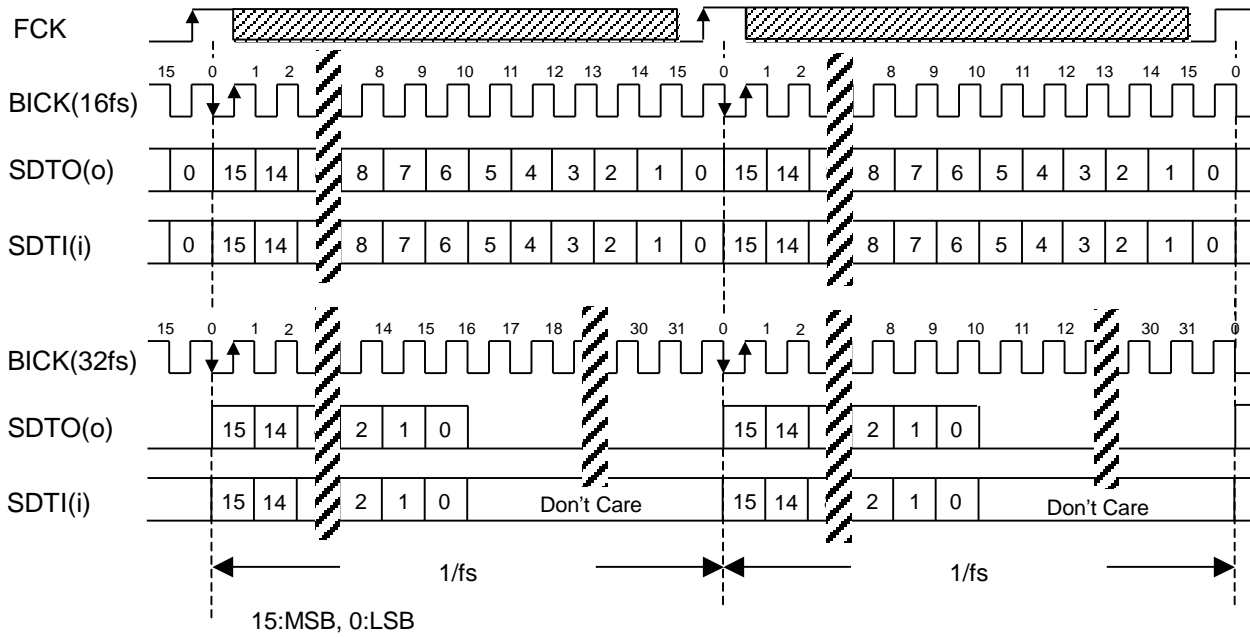 FCK
15 0 1 2 8 9 10 11 12 13 14 15 0 1 2 8 9 10 11 12 13 14 15 0
BICK(16fs)
SDTO(o) 0 15 14 8 7 6 5 4 3 2 1 0 15 14 8 7 6 5 4 3 2 1 0
SDTI(i) 0 15 14 8 7 6 5 4 3 2 1 0 15 14 8 7 6 5 4 3 2 1 0
15 0 1 2 14 15 16 17 18 30 31 0 1 2 8 9 10 11 12 30 31 0
BICK(32fs)
SDTO(o) 15 14 2 1 0 15 14 2 1 0
SDTI(i) 15 14 2 1 0 Don't Care 15 14 2 1 0 Don't Care
1/fs 1/fs
15:MSB, 0:LSB